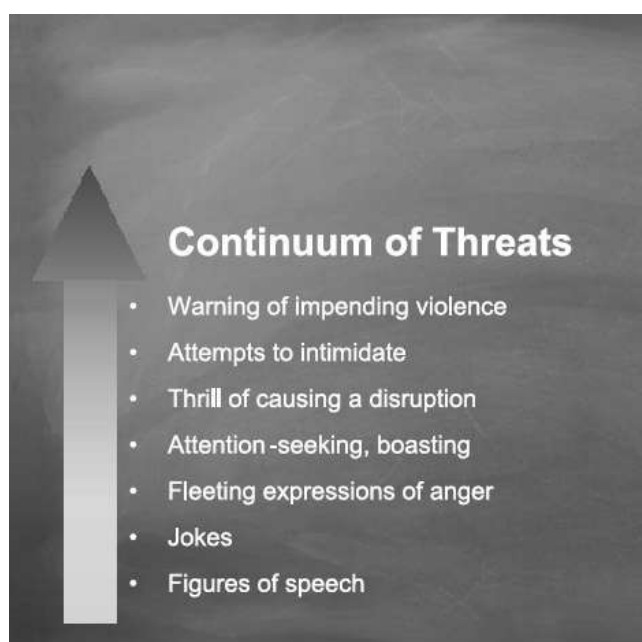 Continuum of Threats
• Warning of impending violence
• Attempts to intimidate
• Thrill of causing a disruption
• Attention-seeking, boasting
• Fleeting expressions of anger
• Jokes
• Figures of speech